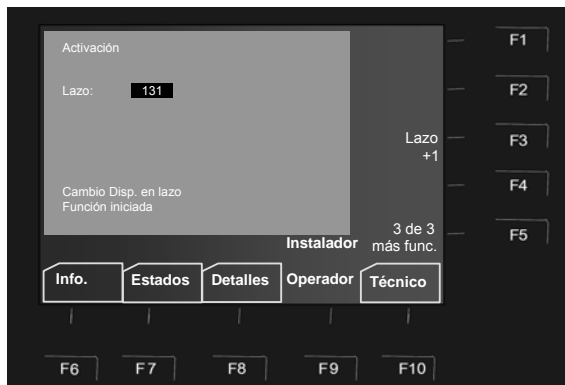 Activación
F1
Lazo: 131
F2
Lazo
+1
F3
Cambio Disp. en lazo
Función iniciada
F4
3 de 3
más func.
F5
Instalador
Info.
Estados
Detalles
Operador
Técnico
F6
F7
F8
F9
F10